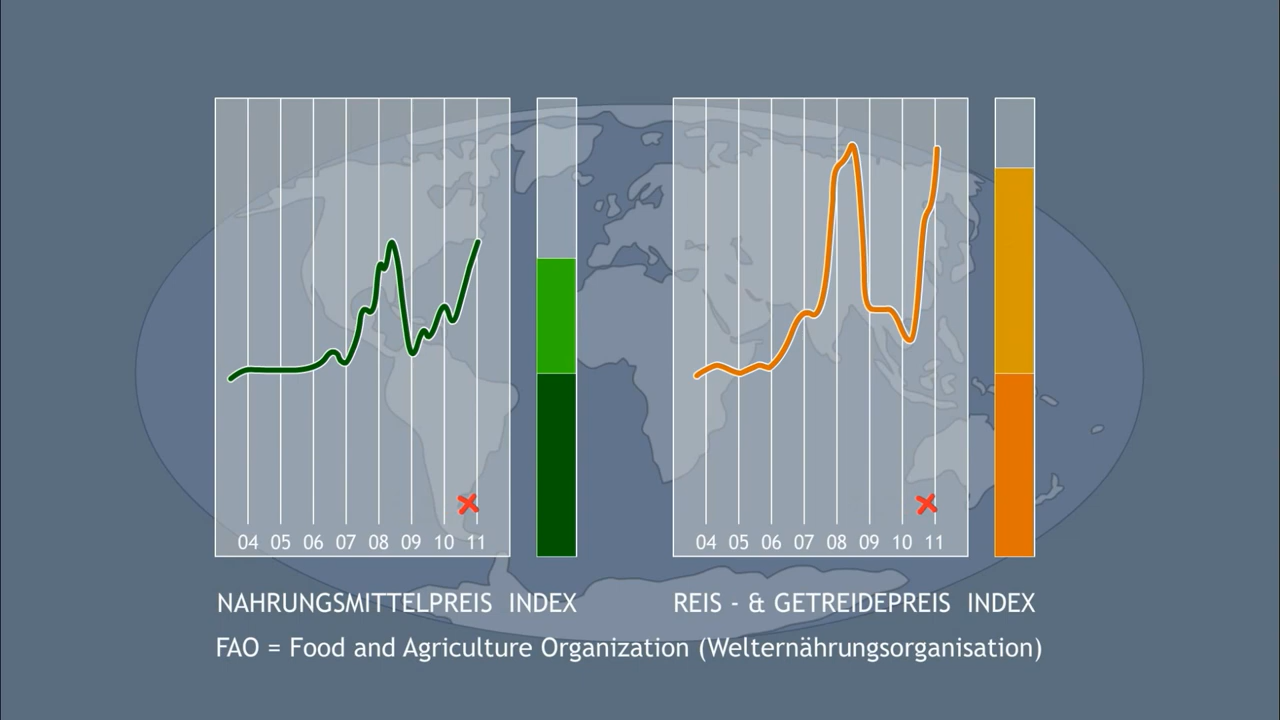 04 05 06 07 08 09 10 11
04 05 06 07 08 09 10 11
NAHRUNGSMITTELPREIS INDEX
REIS - & GETREIDEPREIS INDEX
FAO = Food and Agriculture Organization (Welternährungsorganisation)